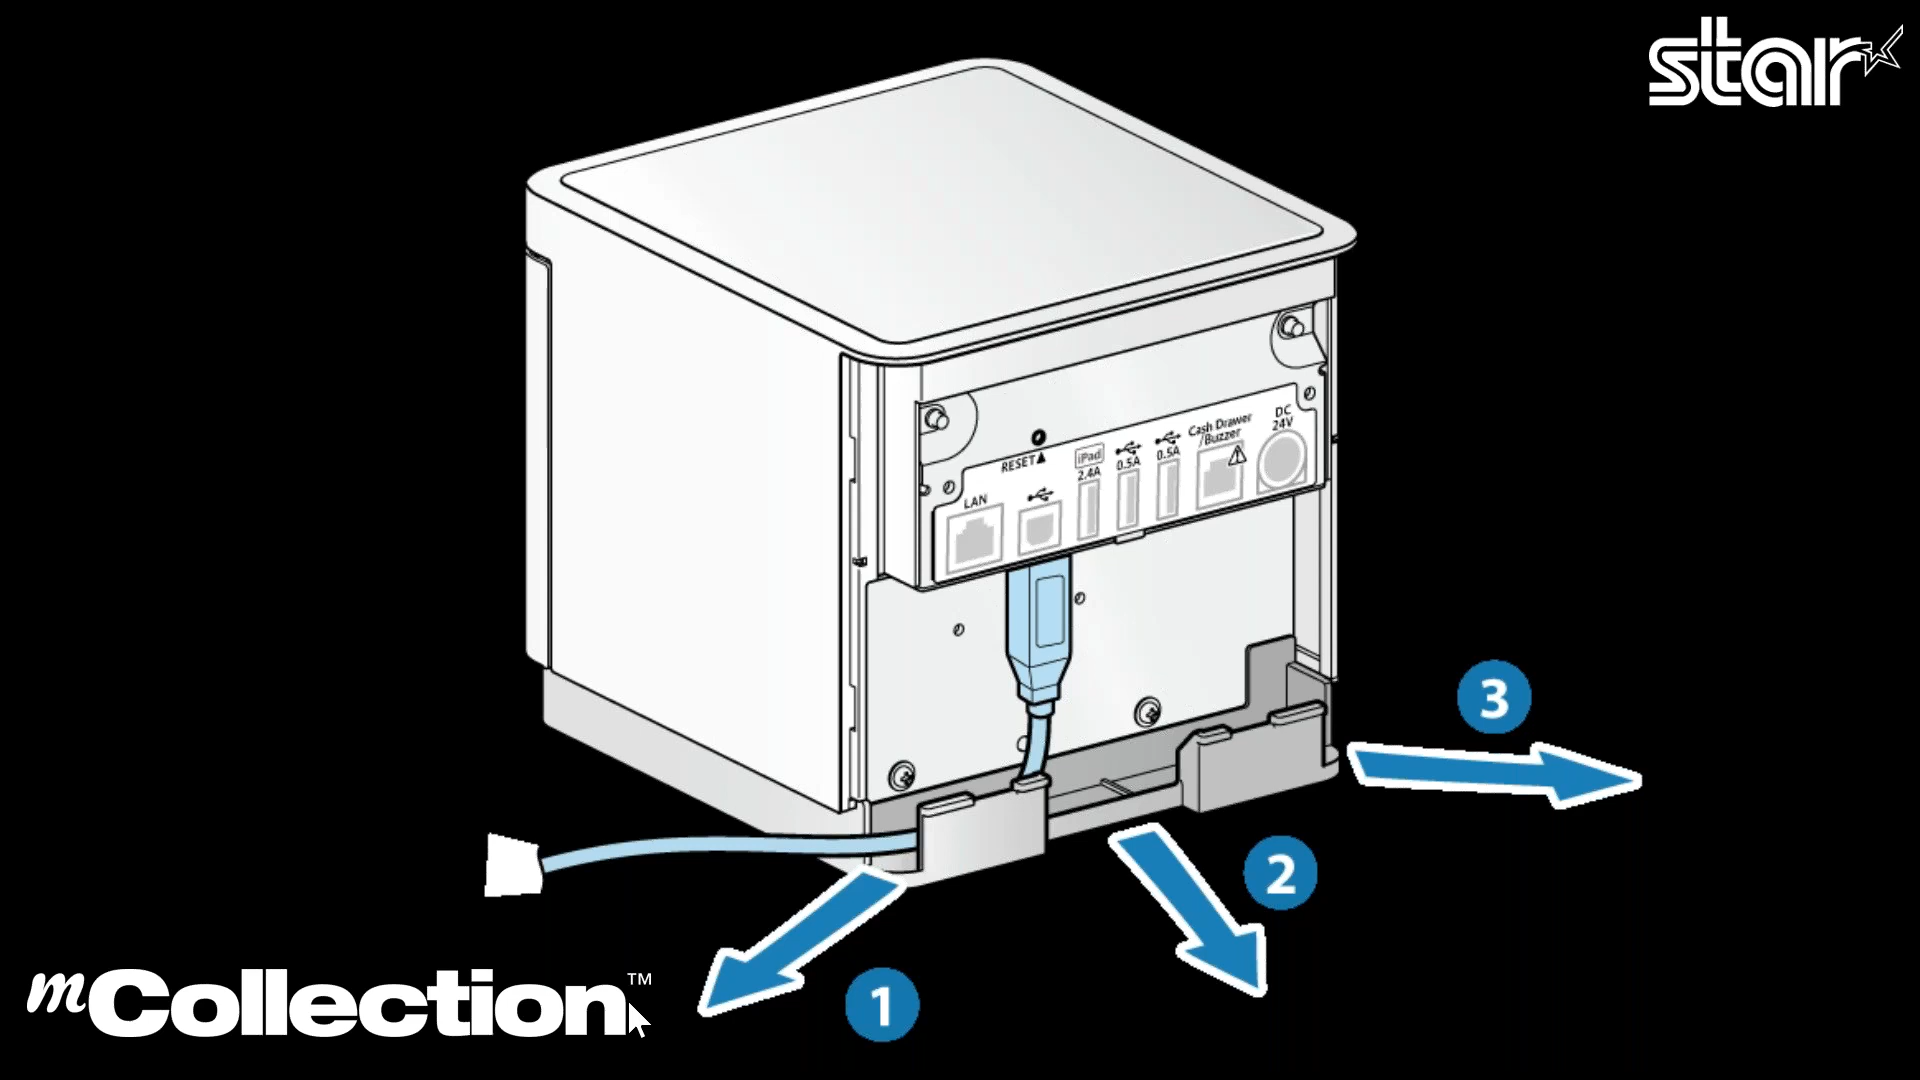 star
Cash Drawer
/Buzzer
DC
24V
RESET▲
iPad
2.4A
0.5A
0.5A
LAN
3
2
1
mCollection™